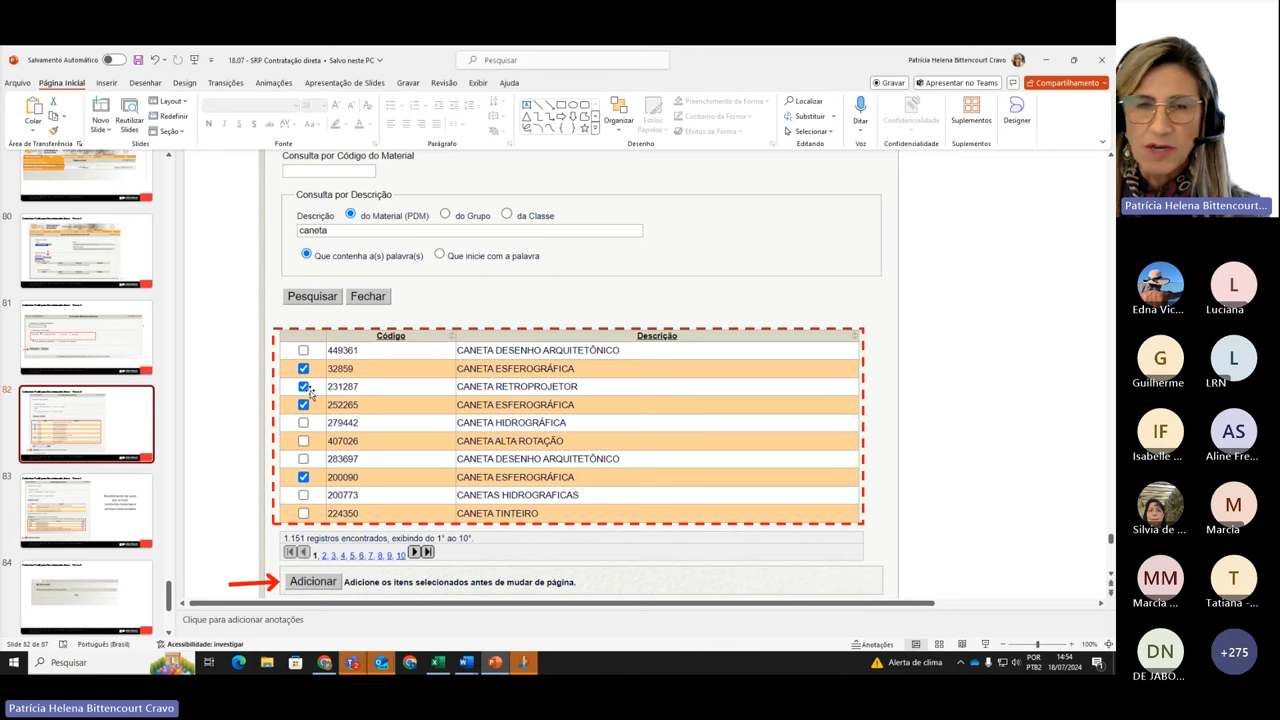 Salvamento Automático
18.07 - SRP Contratação direta • Salvo neste PC
Pesquisar
Patrícia Helena Bittencourt Cravo
Arquivo Página Inicial Inserir Desenhar Design Transições Animações Apresentação de Slides Gravar Revisão Exibir Ajuda
Gravar Apresentar no Teams Compartilhamento
Colar
Novo Slide
Reutilizar Slides
Layout
Redefinir
Seção
Organizar
Estilos Rápidos
Preenchimento da Forma
Contorno da Forma
Efeitos de Forma
Localizar
Substituir
Selecionar
Ditar
Confidencialidade
Suplementos
Designer
Área de Transferência Slides Fonte Parágrafo Desenho Editando Voz Confidencialidade Suplementos
80
81
82
83
84
Consulta por Código do Material
Consulta por Descrição
Descrição do Material (PDM) do Grupo da Classe
caneta
Que contenha a(s) palavra(s) Que inicie com a palavra
Pesquisar Fechar
Código Descrição
449361 CANETA DESENHO ARQUITETÔNICO
32859 CANETA ESFEROGRÁFICA
231287 CANETA RETROPROJETOR
252265 CANETA ESFEROGRÁFICA
279442 CANETA HIDROGRÁFICA
407026 CANETA ALTA ROTAÇÃO
283697 CANETA DESENHO ARQUITETÔNICO
200090 CANETA ESFEROGRÁFICA
200773 CANETAS HIDROGRAFICAS
224350 CANETA TINTEIRO
1.151 registros encontrados, exibindo do 1° ao 10°.
1, 2, 3, 4, 5, 6, 7, 8, 9, 10
Adicionar Adicione os itens selecionados antes de mudar de página.
Clique para adicionar anotações
Slide 82 de 87 Português (Brasil) Acessibilidade: investigar
Anotações 100%
Pesquisar
Alerta de clima
POR
PTB2
14:54
18/07/2024
Patrícia Helena Bittencourt...
Edna Vic...
L
Luciana
G
Guilherme
L
LRN
IF
Isabelle ...
AS
Aline Fre...
Silvia de ...
M
Marcia
MM
Marcia ...
T
Tatiana -...
DN
DE JABO...
+275
Patrícia Helena Bittencourt Cravo